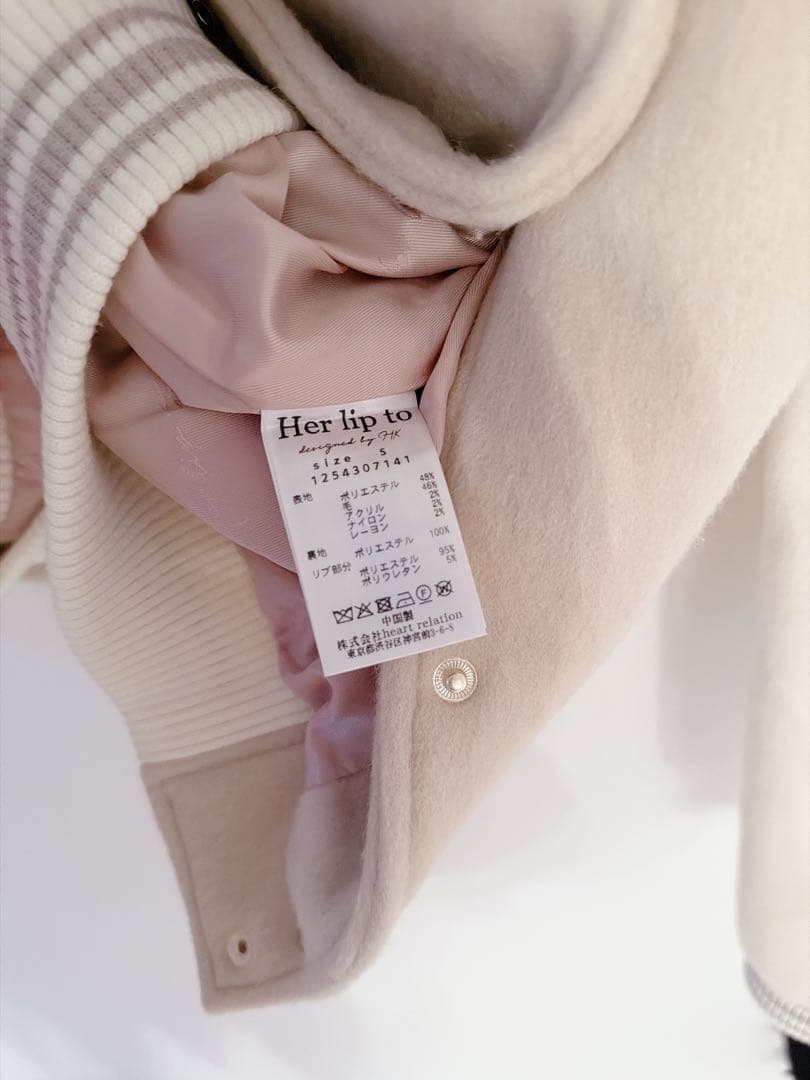 Her lip to
designed by HK
size S
1254307141
表地 ポリエステル 48%
毛 46%
アクリル 2%
ナイロン 2%
レーヨン 2%
裏地 ポリエステル 100%
リブ部分 ポリエステル 95%
ポリウレタン 5%
F W
中国製
株式会社heart relation
東京都渋谷区神宮前3-6-8